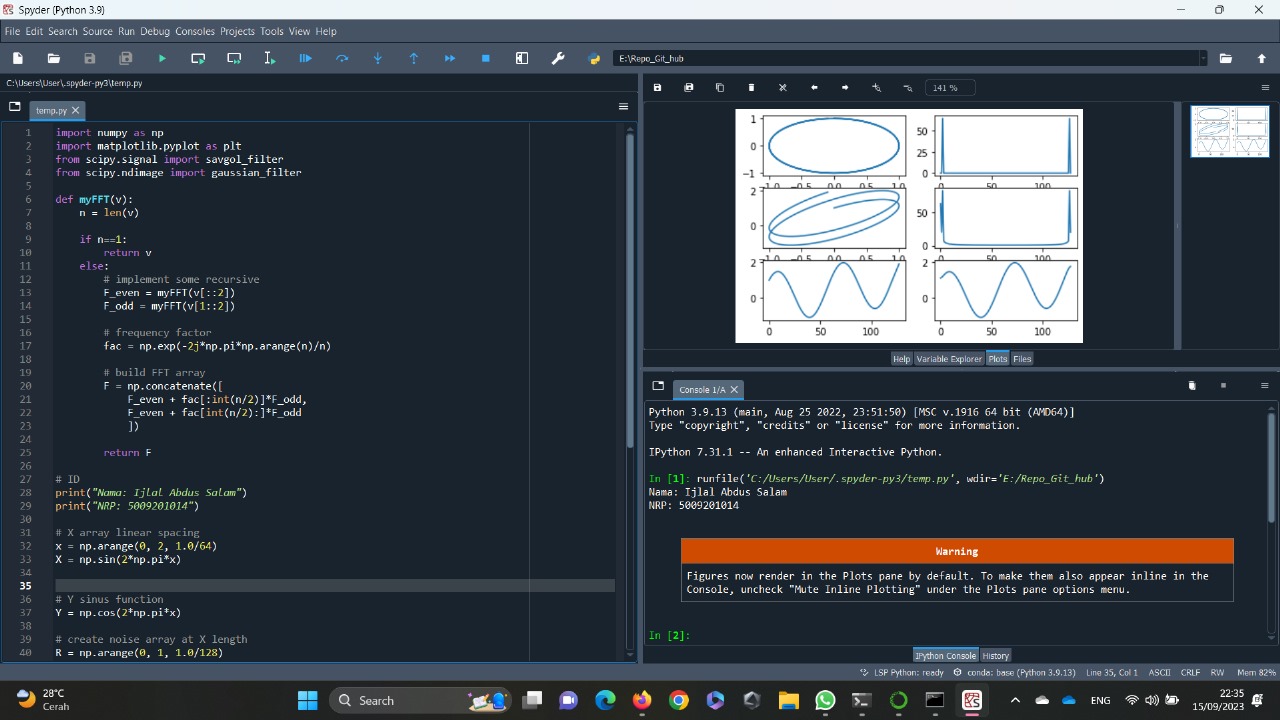 Spyder (Python 3.9)
File Edit Search Source Run Debug Consoles Projects Tools View Help
E:\Repo_Git_hub
C:\Users\User\.spyder-py3\temp.py
temp.py
1 import numpy as np
2 import matplotlib.pyplot as plt
3 from scipy.signal import saygol_filter
4 from scipy.ndimage import gaussian_filter
5
6 def myFFT(v):
7 n = len(v)
8
9 if n==1:
10 return v
11 else:
12 # implement some recursive
13 F_even = myFFT(v[::2])
14 F_odd = myFFT(v[1::2])
15
16 # frequency factor
17 fac = np.exp(-2j*np.pi*np.arange(n)/n)
18
19 # build FFT array
20 F = np.concatenate([
21 F_even + fac[:int(n/2)]*F_odd,
22 F_even + fac[int(n/2):]*F_odd
23 ])
24
25 return F
26
27 # ID
28 print("Nama: Ijlal Abdus Salam")
29 print("NRP: 5009201014")
30
31 # X array linear spacing
32 x = np.arange(0, 2, 1.0/64)
33 X = np.sin(2*np.pi*x)
34
35
36 # Y sinus function
37 Y = np.cos(2*np.pi*x)
38
39 # create noise array at X length
40 R = np.arange(0, 1, 1.0/128)
141 %
1
0
−1
−1.0 −0.5 0.0 0.5 1.0
50
25
0
0 50 100
2
0
−1.0 −0.5 0.0 0.5 1.0
50
0
0 50 100
2
0
0 50 100
2
0
0 50 100
Help Variable Explorer Plots Files
Console 1/A
Python 3.9.13 (main, Aug 25 2022, 23:51:50) [MSC v.1916 64 bit (AMD64)]
Type "copyright", "credits" or "license" for more information.
IPython 7.31.1 -- An enhanced Interactive Python.
In [1]: runfile('C:/Users/User/.spyder-py3/temp.py', wdir='E:/Repo_Git_hub')
Nama: Ijlal Abdus Salam
NRP: 5009201014
Warning
Figures now render in the Plots pane by default. To make them also appear inline in the
Console, uncheck "Mute Inline Plotting" under the Plots pane options menu.
In [2]:
IPython Console History
LSP Python: ready conda: base (Python 3.9.13) Line 35, Col 1 ASCII CRLF RW Mem 82%
28°C
Cerah
Search
ENG
22:35
15/09/2023